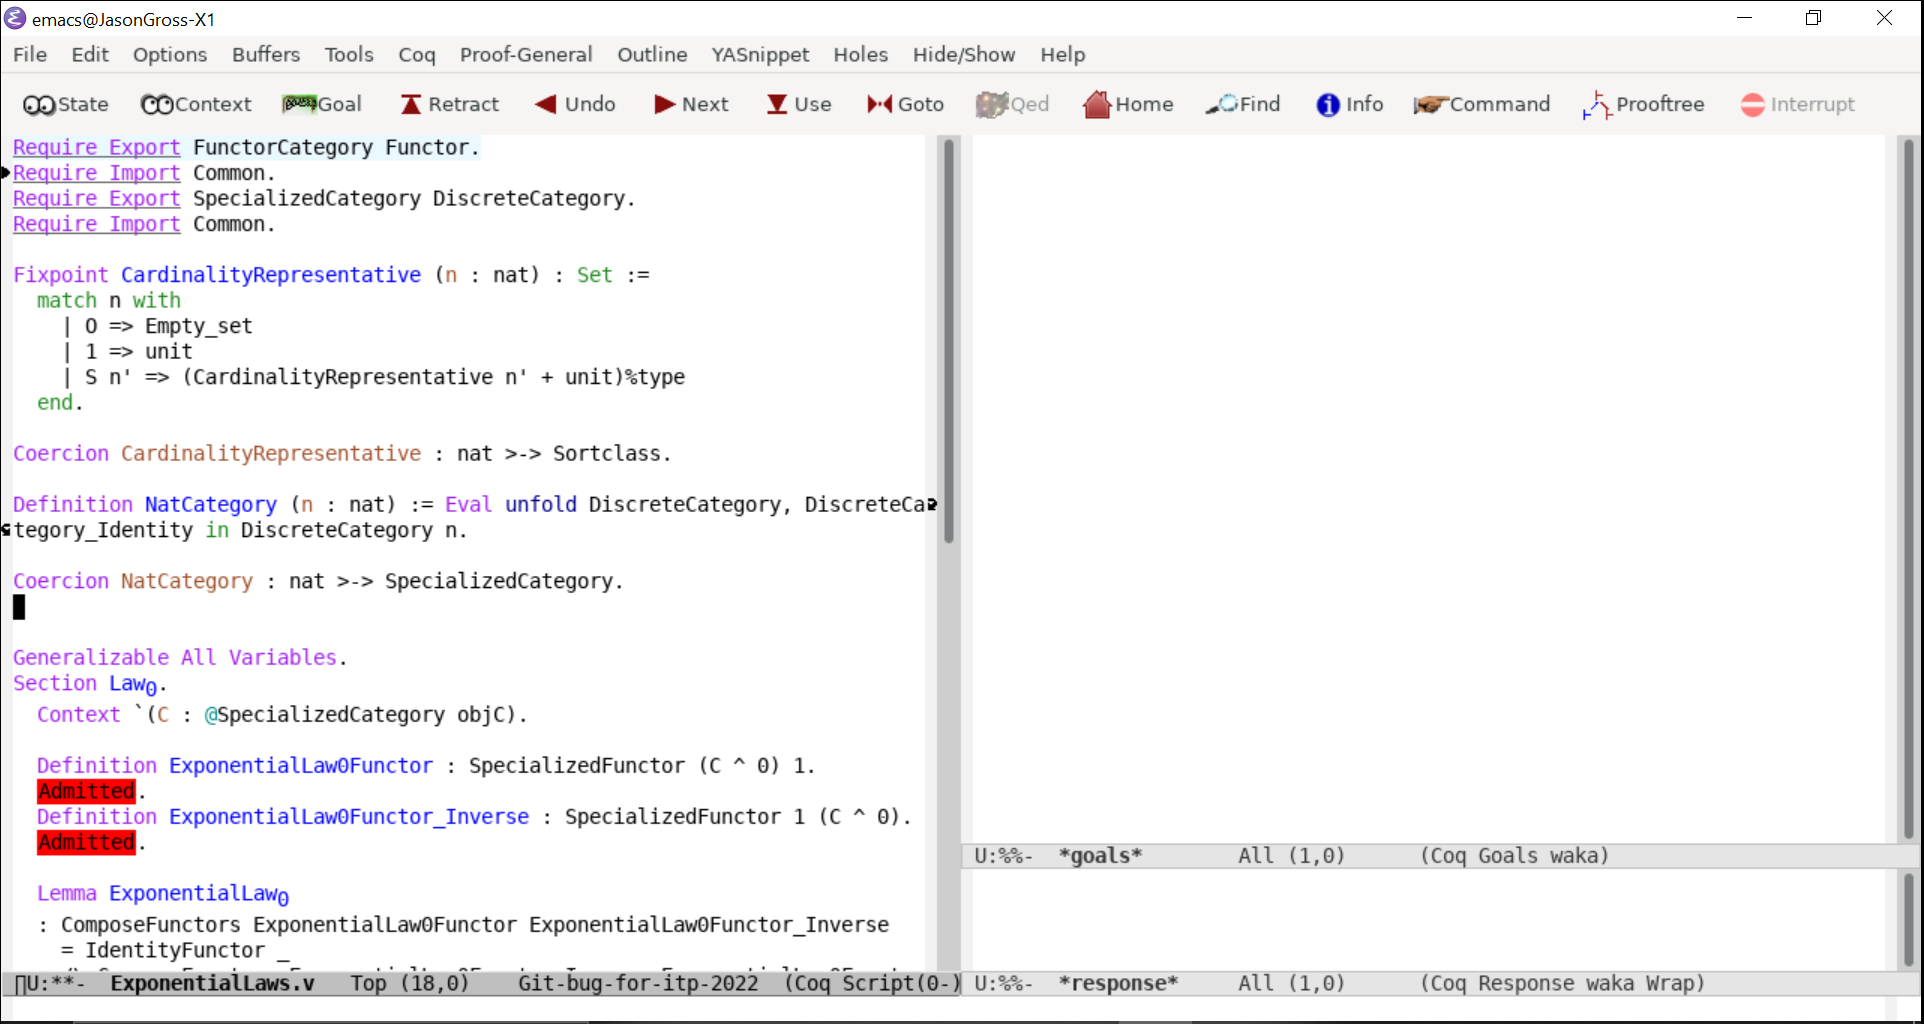 emacs@JasonGross-X1
File Edit Options Buffers Tools Coq Proof-General Outline YASnippet Holes Hide/Show Help
State Context Goal Retract Undo Next Use Goto Qed Home Find Info Command Prooftree Interrupt
Require Export FunctorCategory Functor.
Require Import Common.
Require Export SpecializedCategory DiscreteCategory.
Require Import Common.
Fixpoint CardinalityRepresentative (n : nat) : Set :=
match n with
| O => Empty_set
| 1 => unit
| S n' => (CardinalityRepresentative n' + unit)%type
end.
Coercion CardinalityRepresentative : nat >-> Sortclass.
Definition NatCategory (n : nat) := Eval unfold DiscreteCategory, DiscreteCa
tegory_Identity in DiscreteCategory n.
Coercion NatCategory : nat >-> SpecializedCategory.
Generalizable All Variables.
Section Law₀.
Context `(C : @SpecializedCategory objC).
Definition ExponentialLaw0Functor : SpecializedFunctor (C ^ 0) 1.
Admitted.
Definition ExponentialLaw0Functor_Inverse : SpecializedFunctor 1 (C ^ 0).
Admitted.
Lemma ExponentialLaw₀
: ComposeFunctors ExponentialLaw0Functor ExponentialLaw0Functor_Inverse
= IdentityFunctor _
U:**- ExponentialLaws.v Top (18,0) Git-bug-for-itp-2022 (Coq Script(0-)
U:%%- *goals* All (1,0) (Coq Goals waka)
U:%%- *response* All (1,0) (Coq Response waka Wrap)